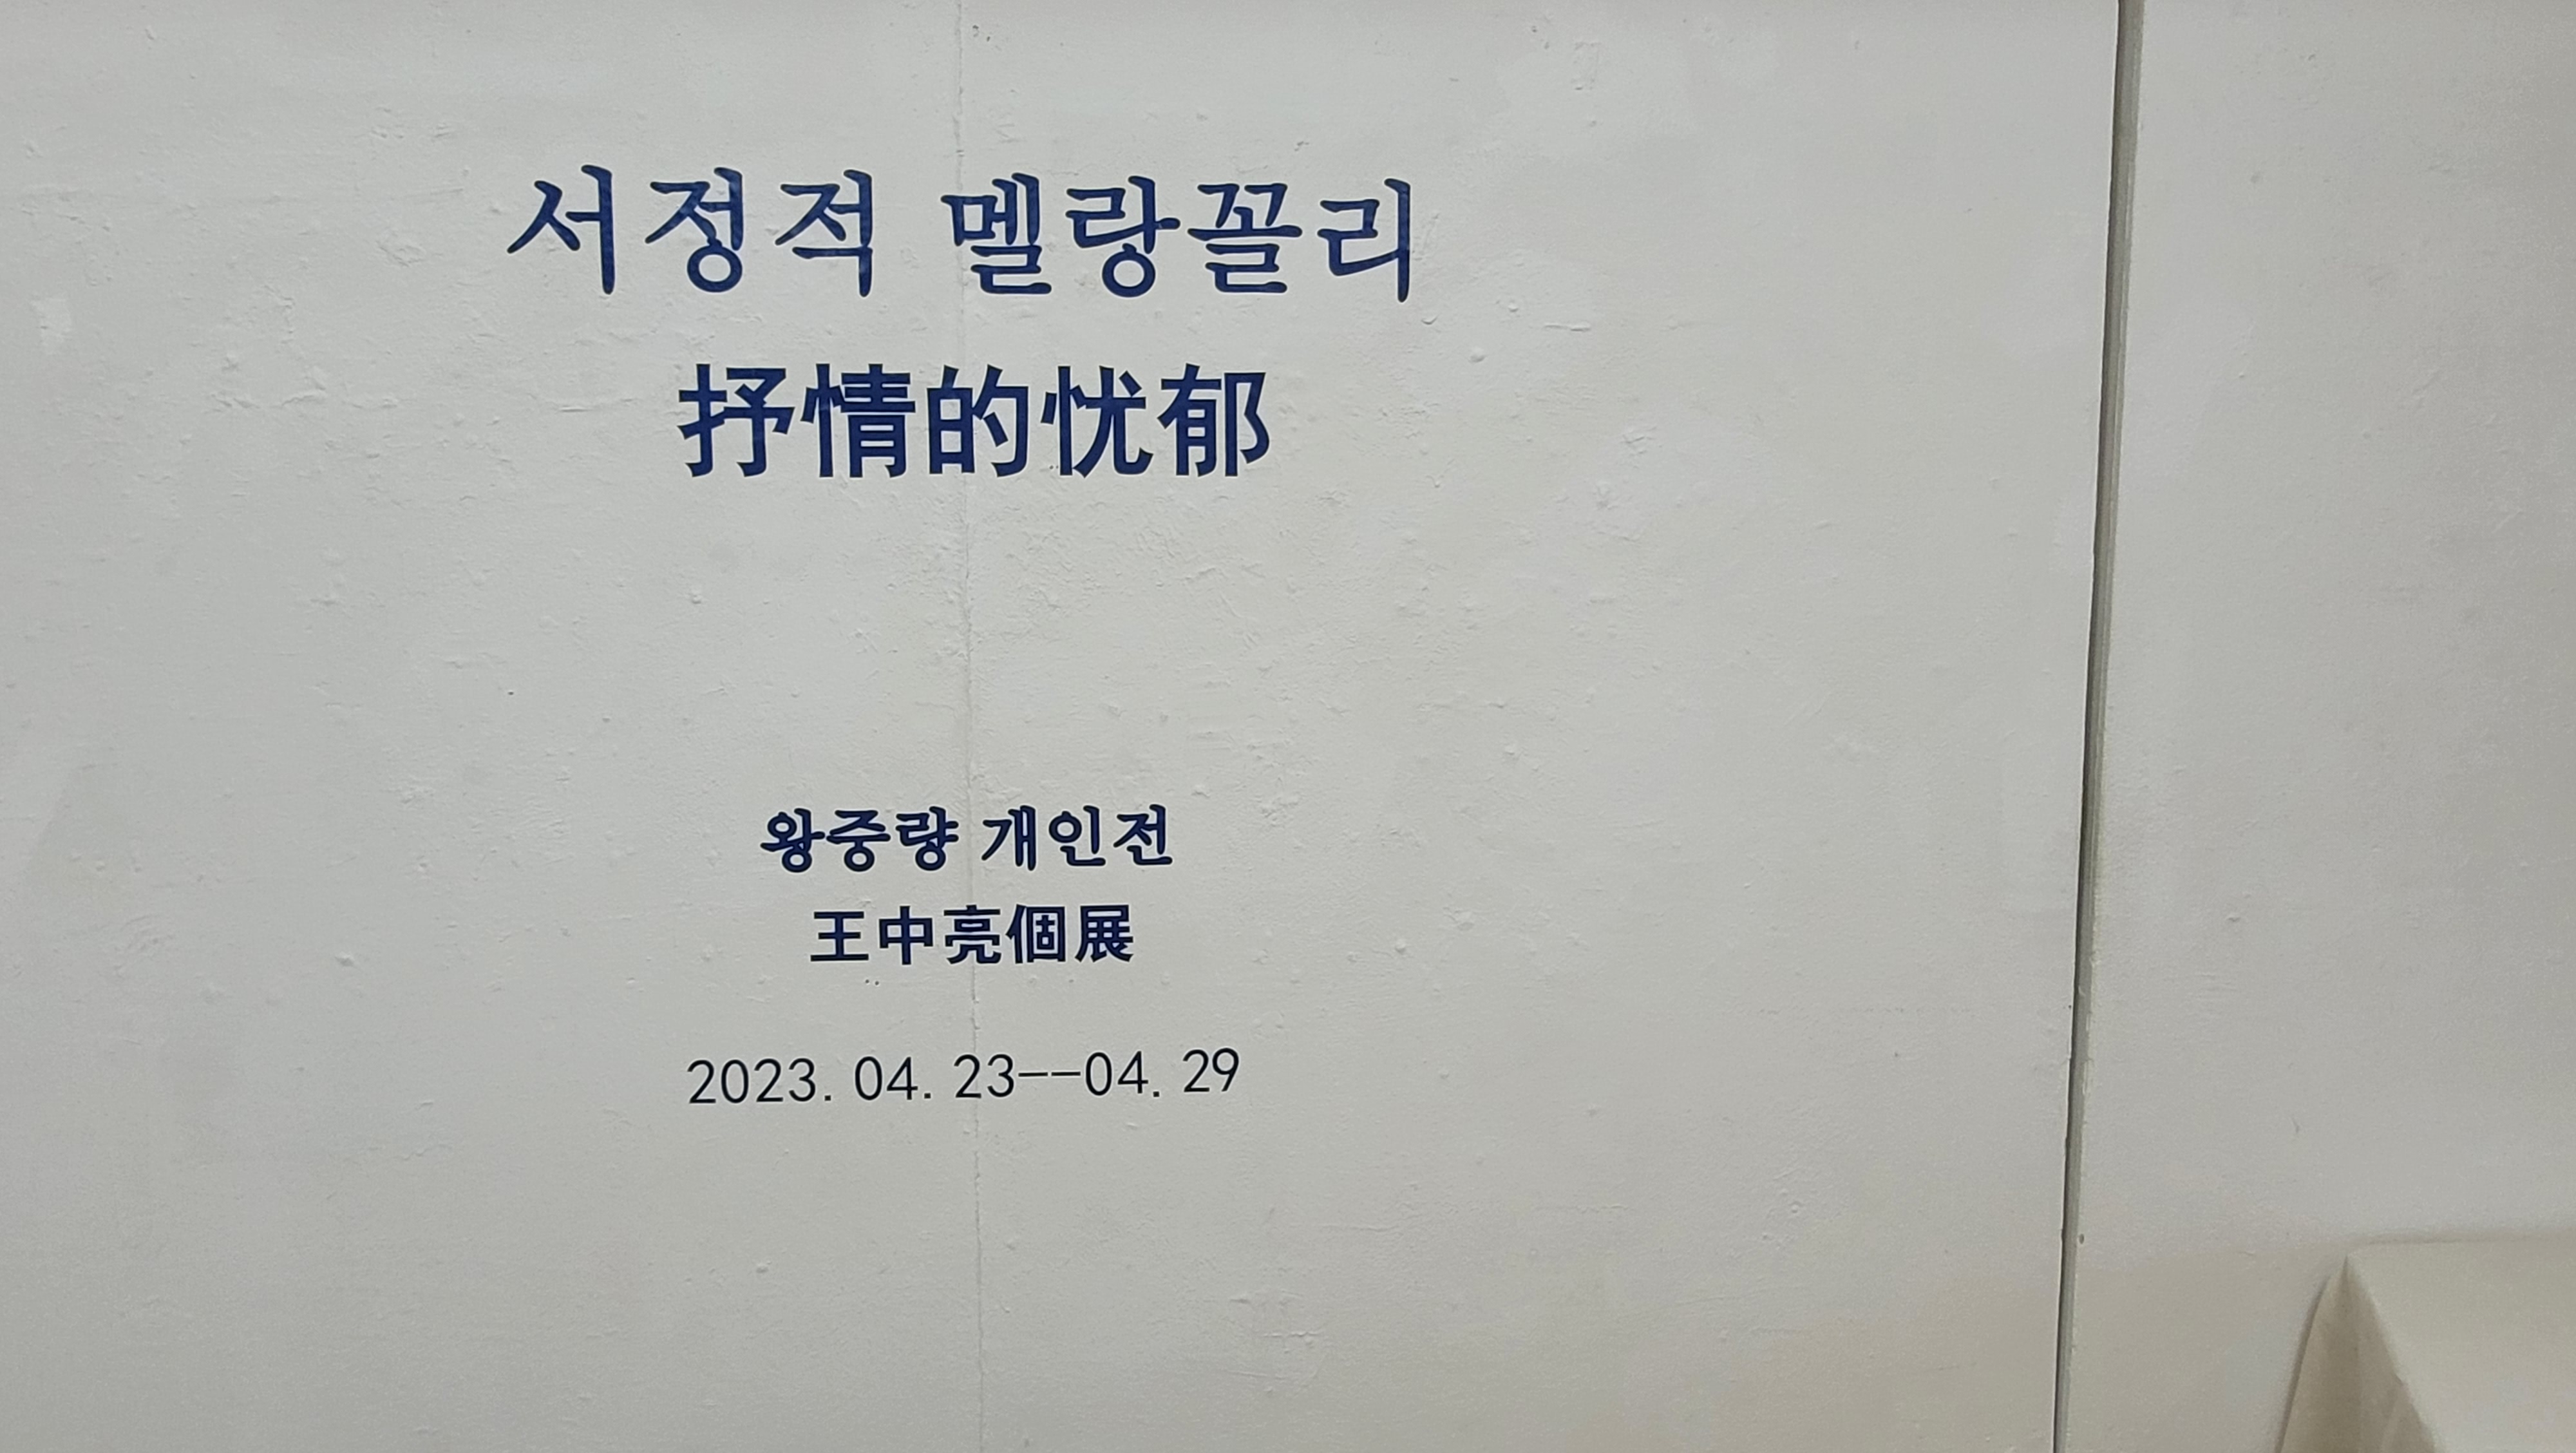 서정적 멜랑꼴리
抒情的忧郁
왕중량 개인전
王中亮個展
2023. 04. 23--04. 29